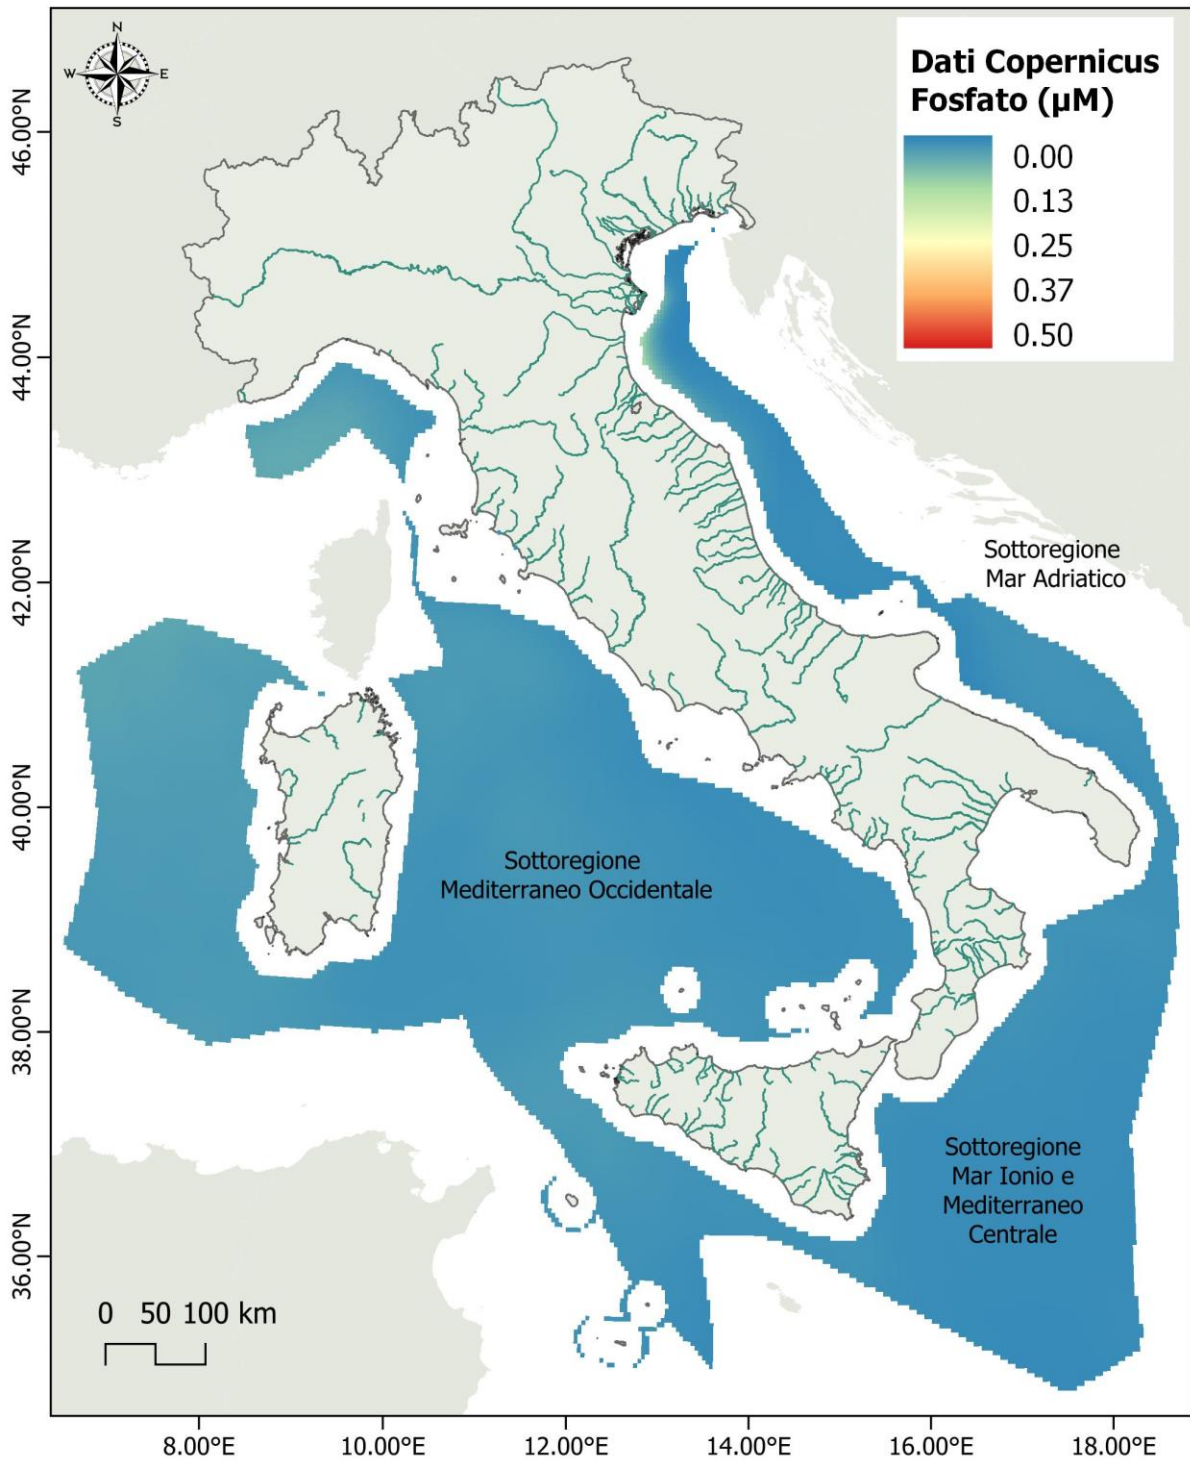 N
W
E
S
Dati Copernicus
Fosfato (µM)
0.00
0.13
0.25
0.37
0.50
46.00°N
44.00°N
42.00°N
40.00°N
38.00°N
36.00°N
Sottoregione
Mar Adriatico
Sottoregione
Mediterraneo Occidentale
Sottoregione
Mar Ionio e
Mediterraneo
Centrale
0 50 100 km
8.00°E
10.00°E
12.00°E
14.00°E
16.00°E
18.00°E